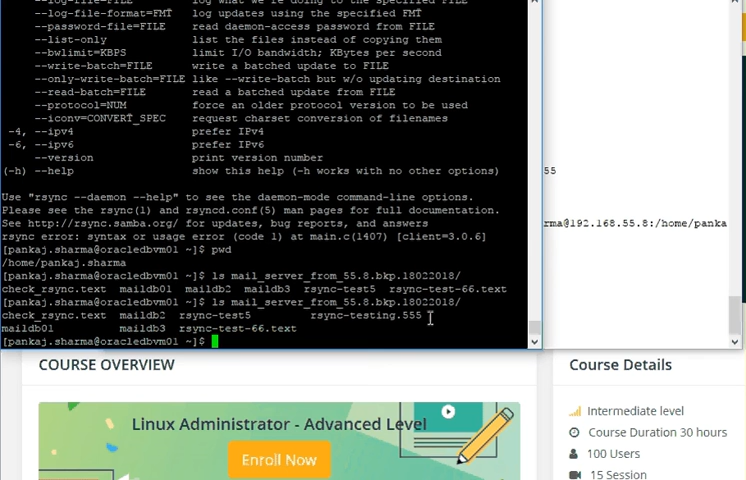 --log-file=FILE log what we're doing to the specified FILE
--log-file-format=FMT log updates using the specified FMT
--password-file=FILE read daemon-access password from FILE
--list-only list the files instead of copying them
--bwlimit=KBPS limit I/O bandwidth; KBytes per second
--write-batch=FILE write a batched update to FILE
--only-write-batch=FILE like --write-batch but w/o updating destination
--read-batch=FILE read a batched update from FILE
--protocol=NUM force an older protocol version to be used
--iconv=CONVERT_SPEC request charset conversion of filenames
-4, --ipv4 prefer IPv4
-6, --ipv6 prefer IPv6
--version print version number
(-h) --help show this help (-h works with no other options)
55
Use "rsync --daemon --help" to see the daemon-mode command-line options.
Please see the rsync(1) and rsyncd.conf(5) man pages for full documentation.
See http://rsync.samba.org/ for updates, bug reports, and answers
rma@192.168.55.8:/home/panka
rsync error: syntax or usage error (code 1) at main.c(1407) [client=3.0.6]
[pankaj.sharma@oracledbvm01 ~]$ pwd
/home/pankaj.sharma
[pankaj.sharma@oracledbvm01 ~]$ ls mail_server_from_55.8.bkp.18022018/
check_rsync.text maildb01 maildb2 maildb3 rsync-test5 rsync-test-66.text
[pankaj.sharma@oracledbvm01 ~]$ ls mail_server_from_55.8.bkp.18022018/
check_rsync.text maildb2 rsync-test5 rsync-testing.555
maildb01 maildb3 rsync-test-66.text
[pankaj.sharma@oracledbvm01 ~]$
COURSE OVERVIEW
Linux Administrator - Advanced Level
Enroll Now
Course Details
Intermediate level
Course Duration 30 hours
100 Users
15 Session